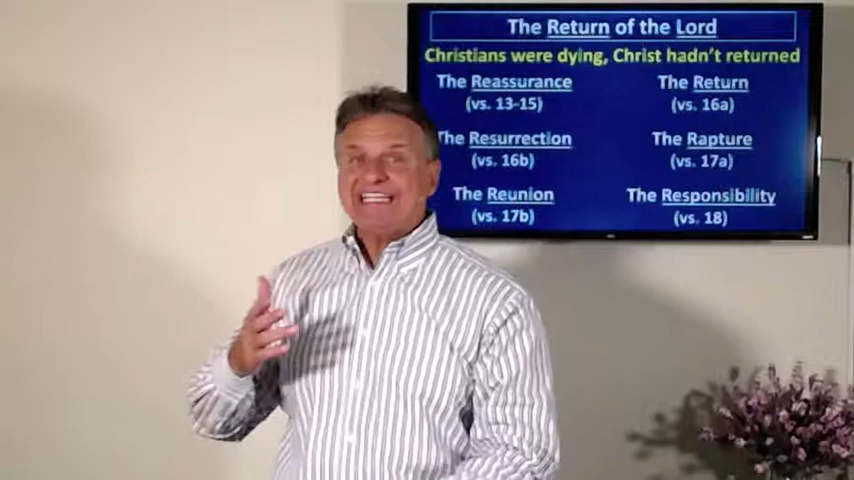 The Return of the Lord
Christians were dying, Christ hadn't returned
The Reassurance
(vs. 13-15)
The Return
(vs. 16a)
The Resurrection
(vs. 16b)
The Rapture
(vs. 17a)
The Reunion
(vs. 17b)
The Responsibility
(vs. 18)